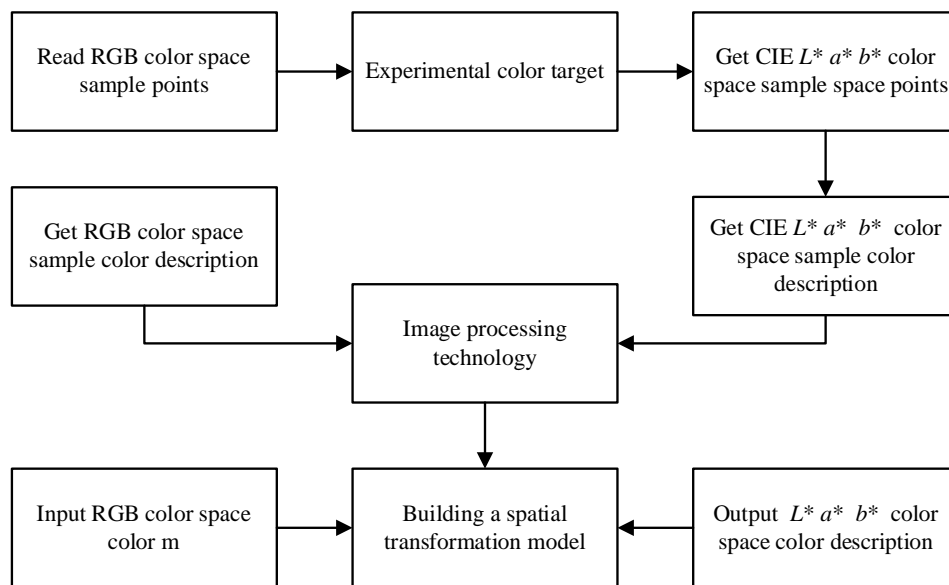 Read RGB color space
sample points
Experimental color target
Get CIE L* a* b* color
space sample space points
Get RGB color space
sample color description
Get CIE L* a* b* color
space sample color
description
Image processing
technology
Input RGB color space
color m
Building a spatial
transformation model
Output L* a* b* color
space color description